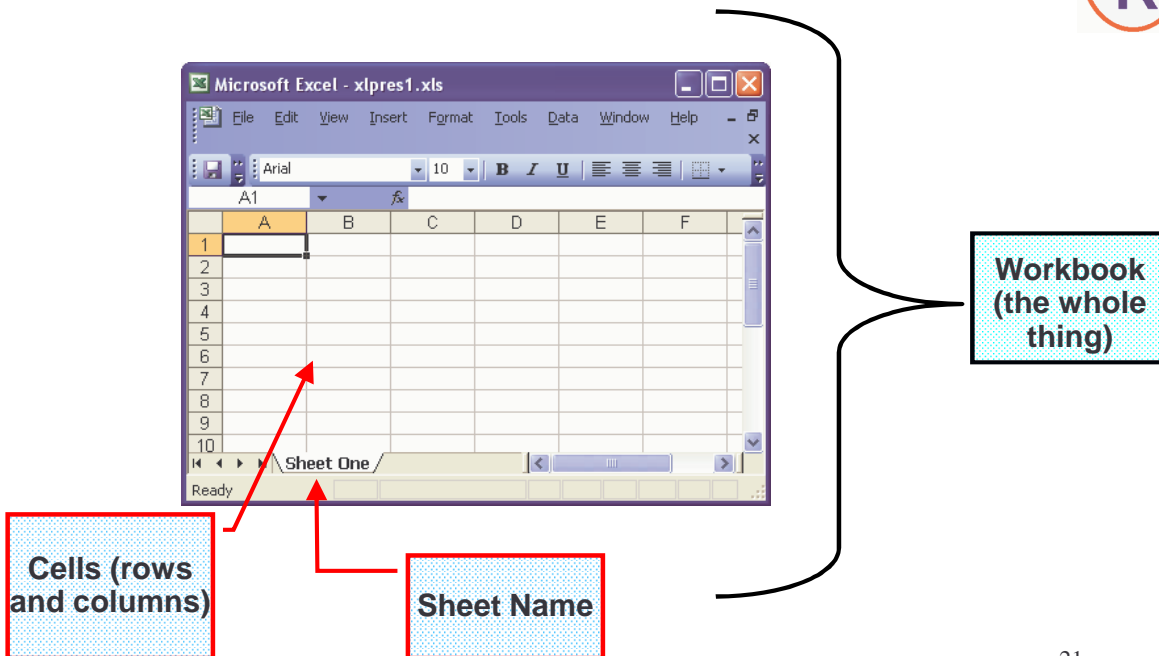 R
Microsoft Excel - xlpres1.xls
File Edit View Insert Format Tools Data Window Help
Arial 10 B I U
A1 fx
A B C D E F
1
2
3
4
5
6
7
8
9
10
Sheet One
Ready
Workbook
(the whole
thing)
Cells (rows
and columns)
Sheet Name